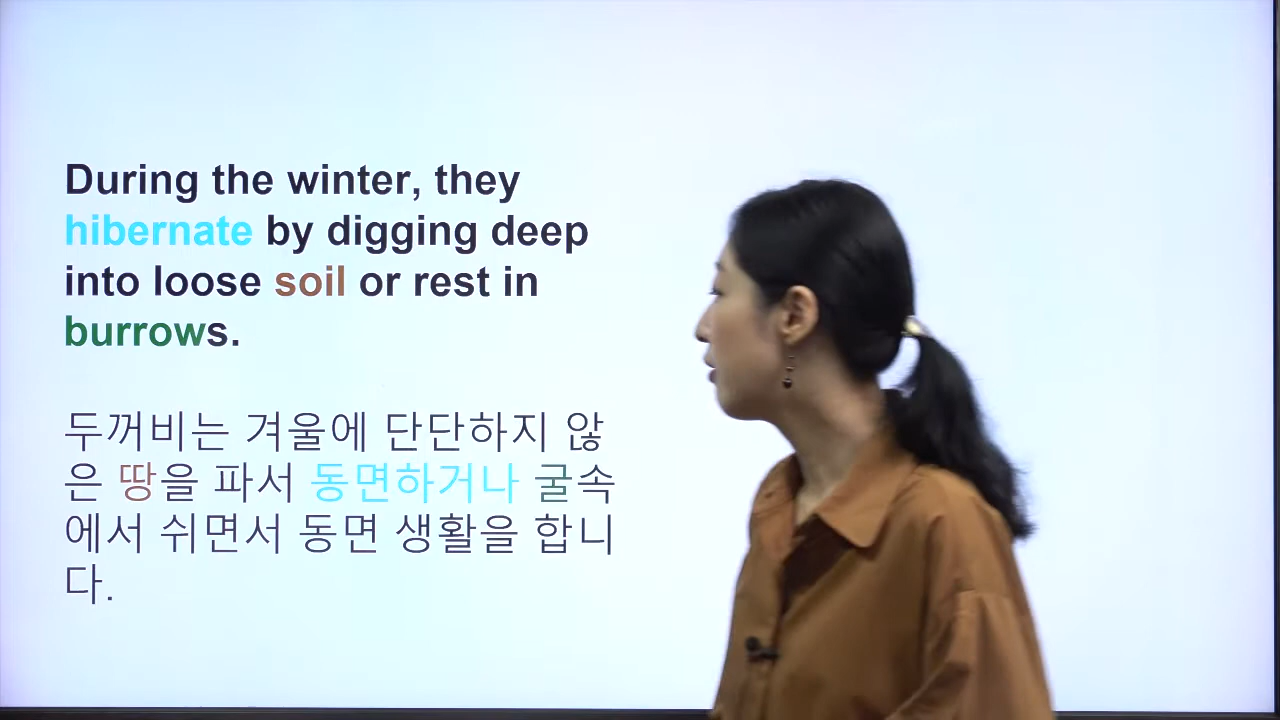 During the winter, they
hibernate by digging deep
into loose soil or rest in
burrows.
두꺼비는 겨울에 단단하지 않
은 땅을 파서 동면하거나 굴속
에서 쉬면서 동면 생활을 합니
다.